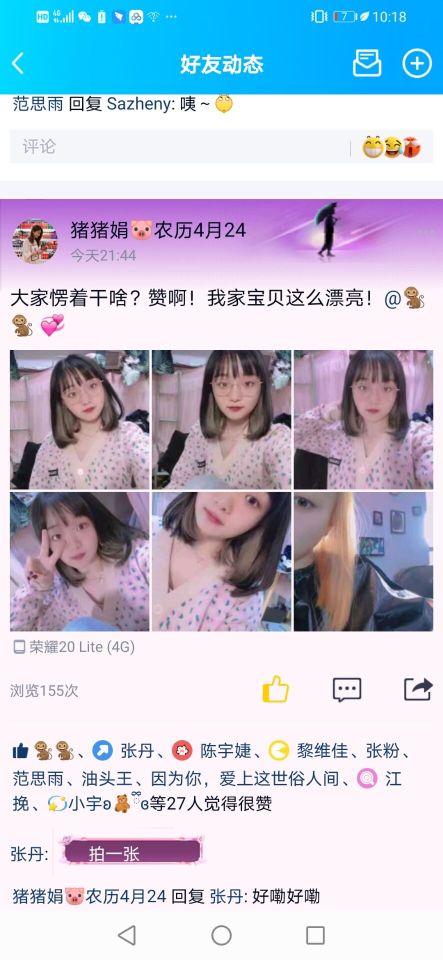 HD 4G 7 10:18
好友动态
范思雨 回复 Sazheny: 咦 ~
评论
猪猪娟🐷农历4月24
今天21:44
大家愣着干啥？赞啊！我家宝贝这么漂亮！@🐒
🐒 💞
荣耀20 Lite (4G)
浏览155次
🐒🐒、张丹、陈宇婕、黎维佳、张粉、
范思雨、油头王、因为你，爱上这世俗人间、江
挽、💫小宇ʚ🧸ྀིɞ等27人觉得很赞
张丹: 拍一张
猪猪娟🐷农历4月24 回复 张丹: 好嘞好嘞